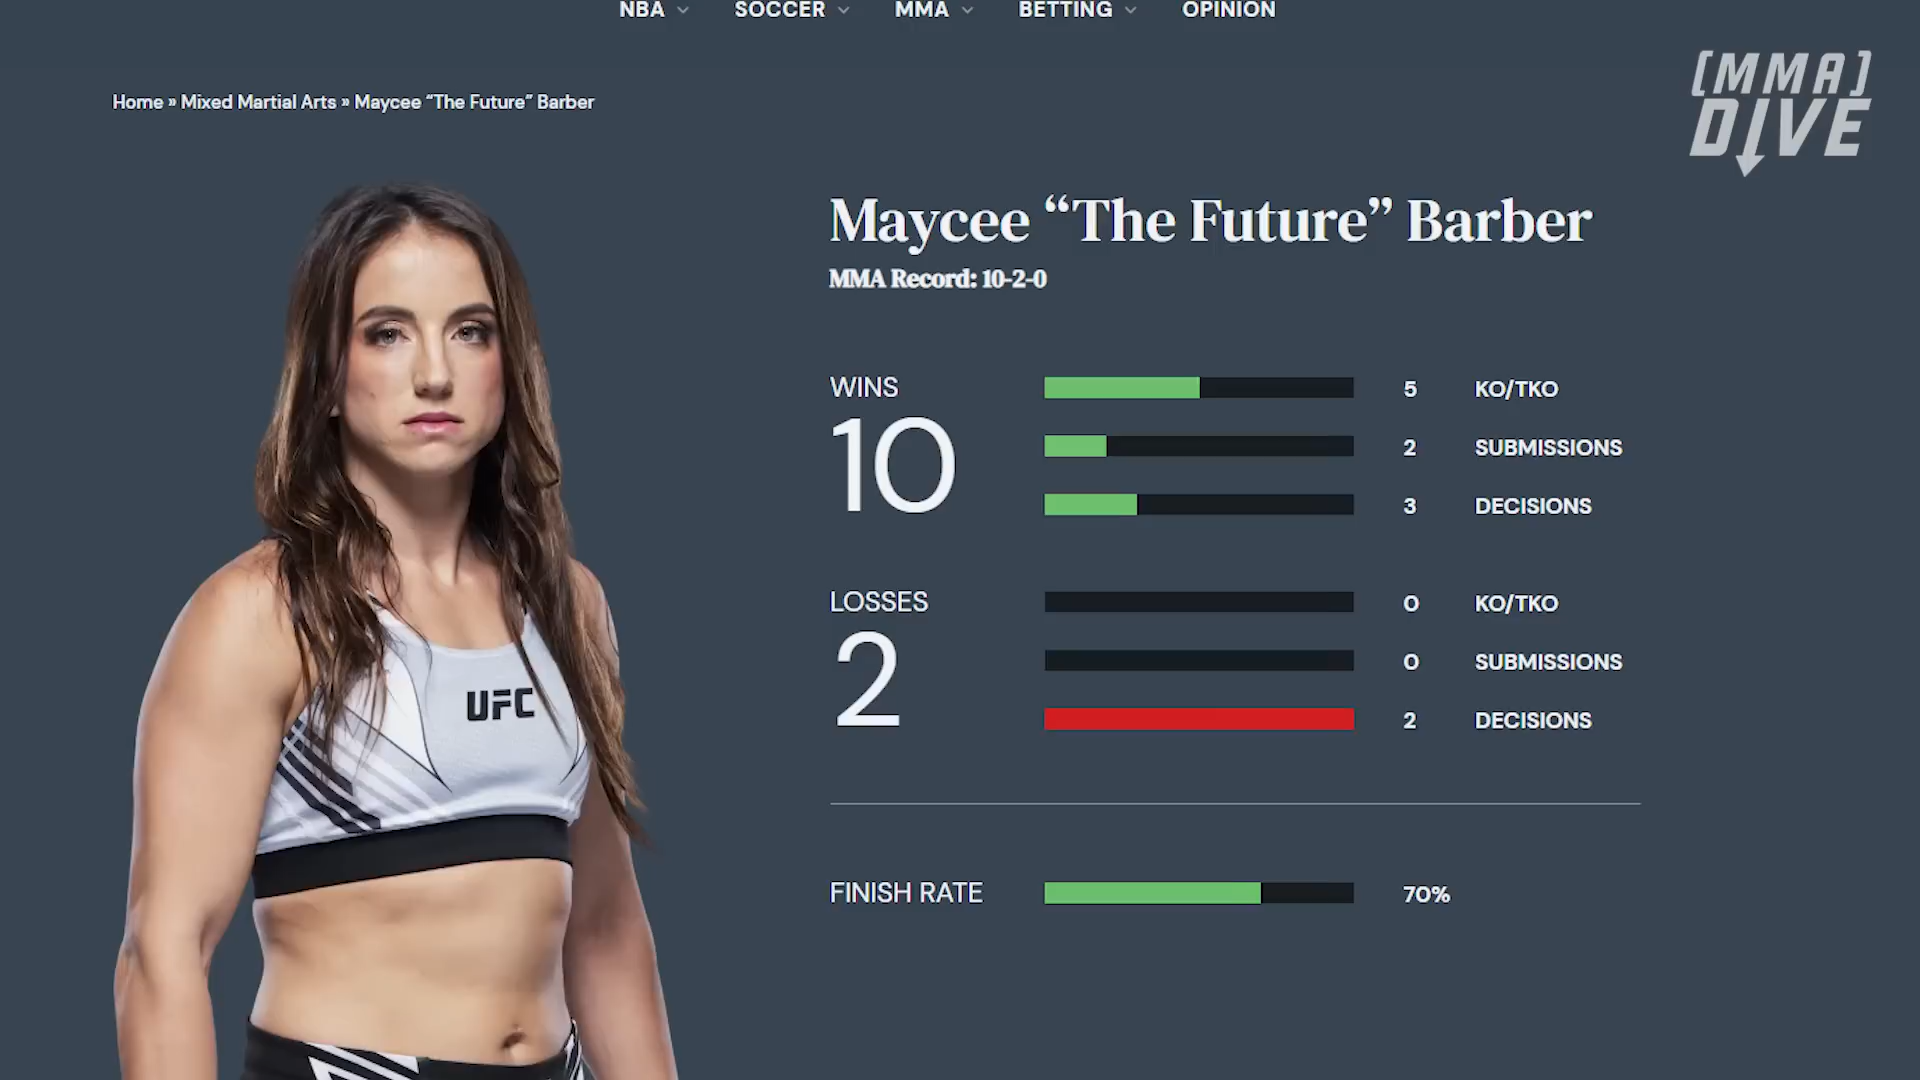 NBA SOCCER MMA BETTING OPINION
[MMA]
DIVE
Home » Mixed Martial Arts » Maycee “The Future” Barber
Maycee “The Future” Barber
MMA Record: 10-2-0
WINS
10
5 KO/TKO
2 SUBMISSIONS
3 DECISIONS
LOSSES
2
0 KO/TKO
0 SUBMISSIONS
2 DECISIONS
UFC
FINISH RATE 70%